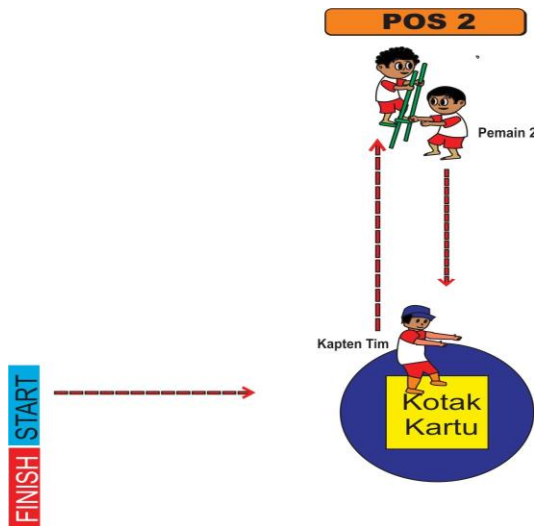 POS 2
Pemain 2
Kapten Tim
Kotak
Kartu
START
FINISH